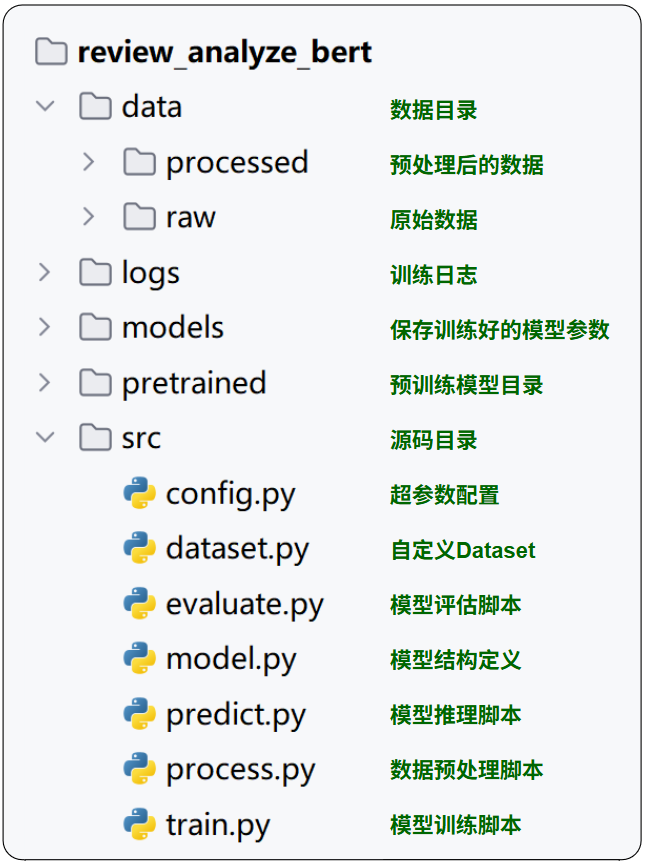 review_analyze_bert
data 数据目录
processed 预处理后的数据
raw 原始数据
logs 训练日志
models 保存训练好的模型参数
pretrained 预训练模型目录
src 源码目录
config.py 超参数配置
dataset.py 自定义Dataset
evaluate.py 模型评估脚本
model.py 模型结构定义
predict.py 模型推理脚本
process.py 数据预处理脚本
train.py 模型训练脚本